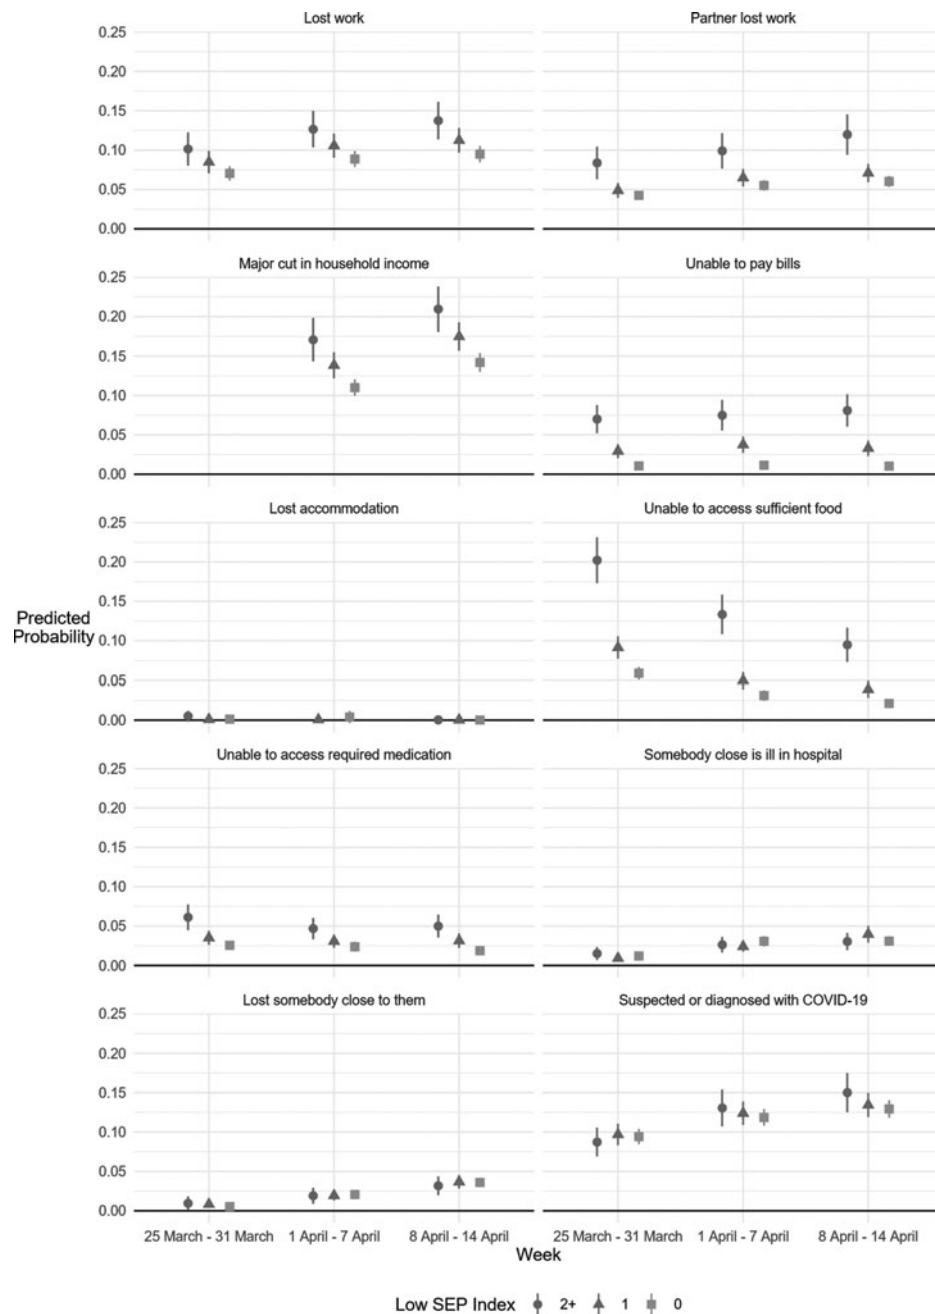 Lost work
Partner lost work
0.25
0.20
0.15
0.10
0.05
0.00
Major cut in household income
Unable to pay bills
0.25
0.20
0.15
0.10
0.05
0.00
Lost accommodation
Unable to access sufficient food
0.25
0.20
0.15
0.10
0.05
0.00
Predicted
Probability
Unable to access required medication
Somebody close is ill in hospital
0.25
0.20
0.15
0.10
0.05
0.00
Lost somebody close to them
Suspected or diagnosed with COVID-19
0.25
0.20
0.15
0.10
0.05
0.00
25 March - 31 March 1 April - 7 April 8 April - 14 April 25 March - 31 March 1 April - 7 April 8 April - 14 April
Week
Low SEP Index 2+ 1 0